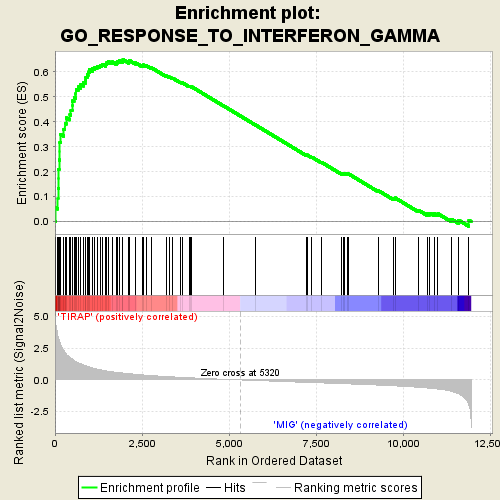 Enrichment plot:
GO_RESPONSE_TO_INTERFERON_GAMMA
Enrichment score (ES)
0.6
0.5
0.4
0.3
0.2
0.1
0.0
Ranked list metric (Signal2Noise)
5.0
2.5
0.0
-2.5
'TIRAP' (positively correlated)
Zero cross at 5320
'MIG' (negatively correlated)
0 2,500 5,000 7,500 10,000 12,500
Rank in Ordered Dataset
Enrichment profile Hits Ranking metric scores